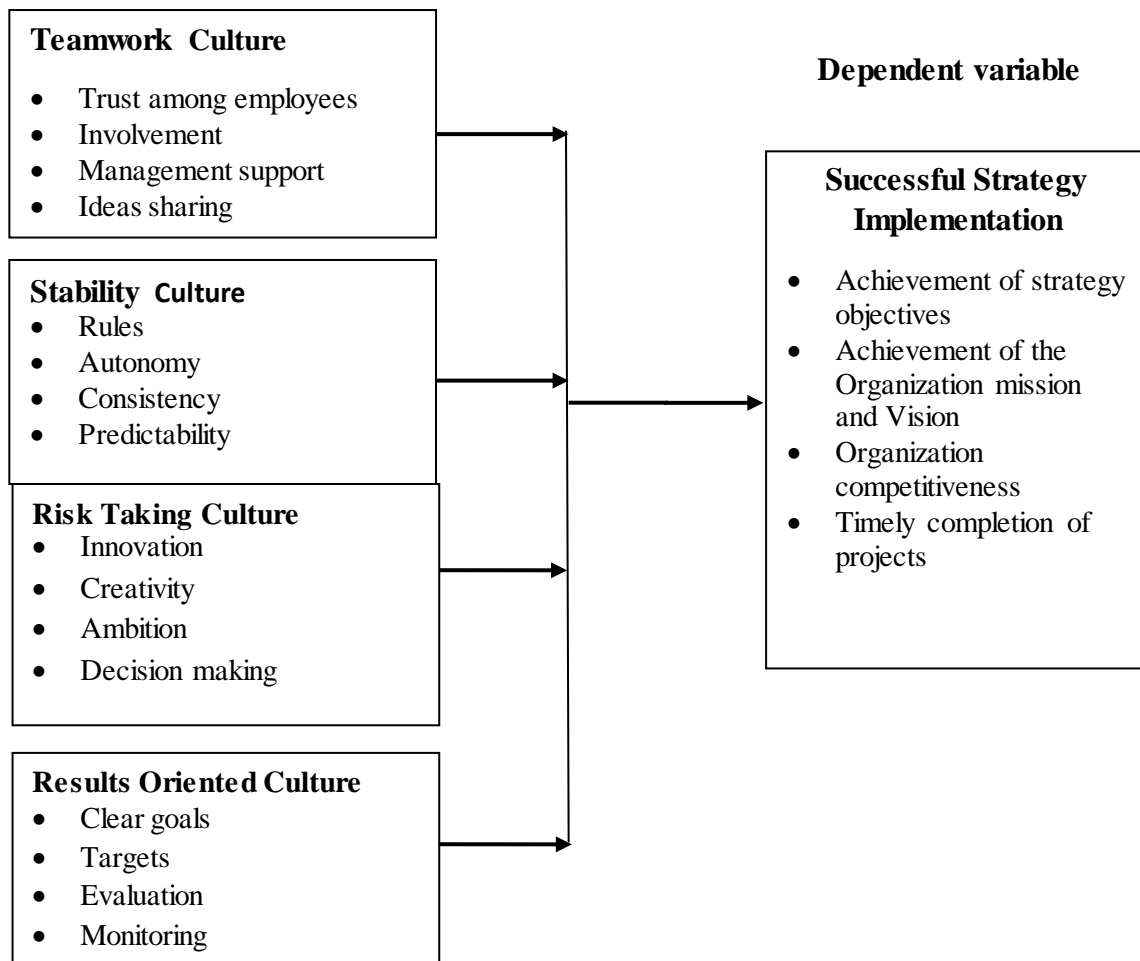 Teamwork Culture
• Trust among employees
• Involvement
• Management support
• Ideas sharing
Stability Culture
• Rules
• Autonomy
• Consistency
• Predictability
Risk Taking Culture
• Innovation
• Creativity
• Ambition
• Decision making
Results Oriented Culture
• Clear goals
• Targets
• Evaluation
• Monitoring
Dependent variable
Successful Strategy
Implementation
• Achievement of strategy
objectives
• Achievement of the
Organization mission
and Vision
• Organization
competitiveness
• Timely completion of
projects